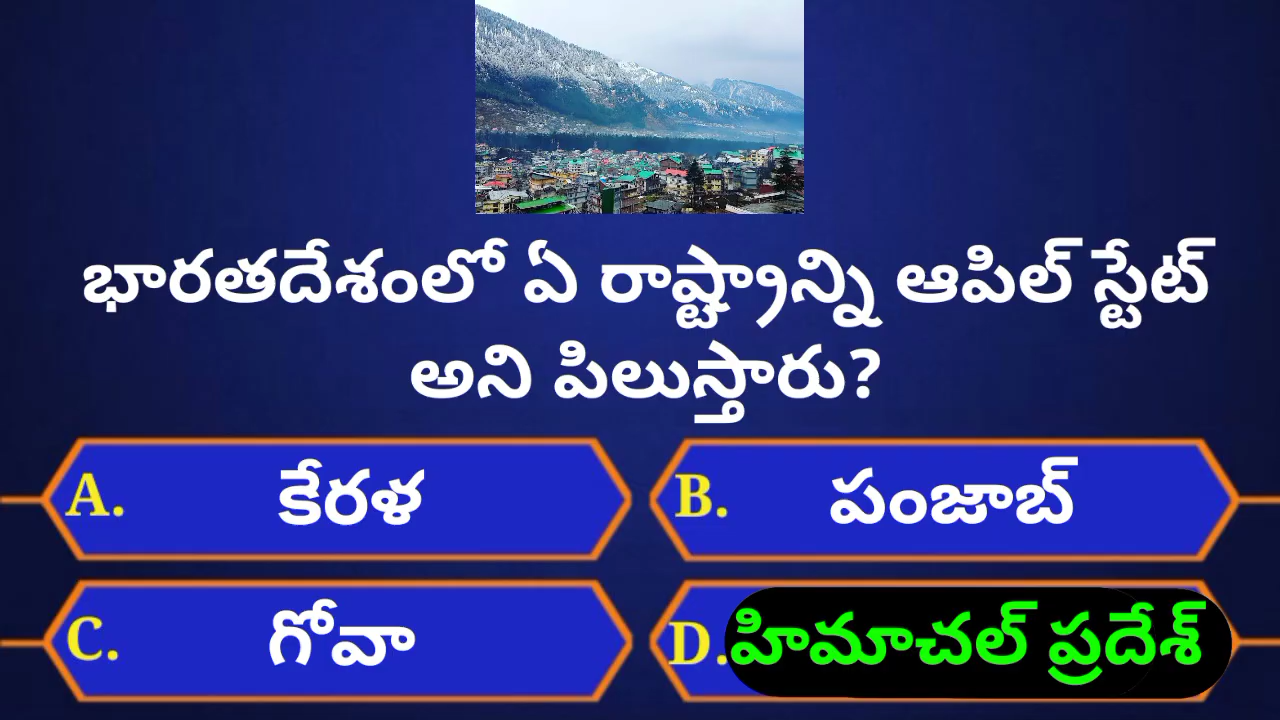 భారతదేశంలో ఏ రాష్ట్రాన్ని ఆపిల్ స్టేట్
అని పిలుస్తారు?
A. కేరళ
B. పంజాబ్
C. గోవా
D. హిమాచల్ ప్రదేశ్